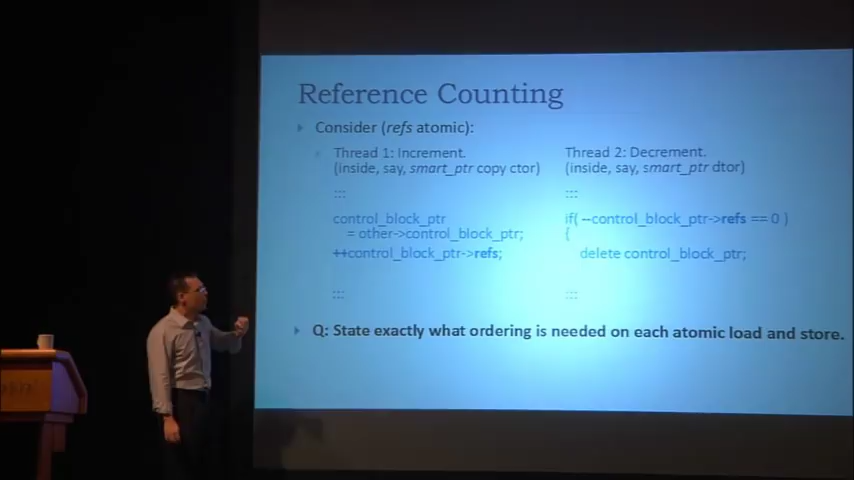 Reference Counting
Consider (refs atomic):
Thread 1: Increment.
(inside, say, smart_ptr copy ctor)
:::
control_block_ptr
= other->control_block_ptr;
++control_block_ptr->refs;
:::
Thread 2: Decrement.
(inside, say, smart_ptr dtor)
:::
if( --control_block_ptr->refs == 0 )
{
delete control_block_ptr;
:::
Q: State exactly what ordering is needed on each atomic load and store.